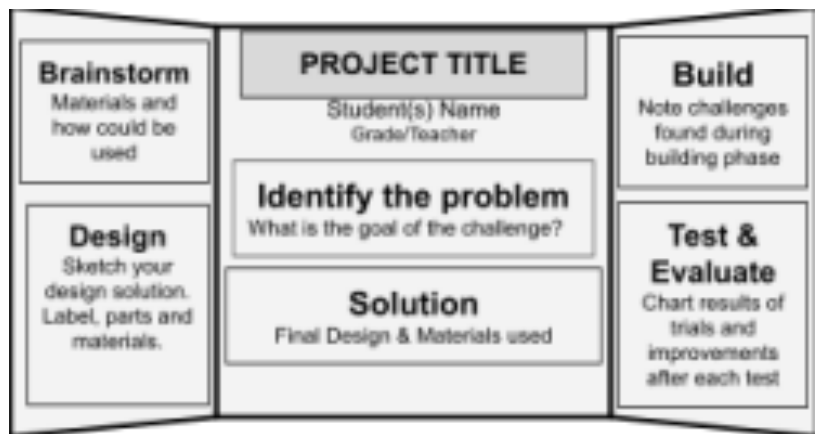 Brainstorm
Materials and
how could be
used
Design
Sketch your
design solution.
Label, parts and
materials.
PROJECT TITLE
Student(s) Name
Grade/Teacher
Identify the problem
What is the goal of the challenge?
Solution
Final Design & Materials used
Build
Note challenges
found during
building phase
Test &
Evaluate
Chart results of
trials and
improvements
after each test